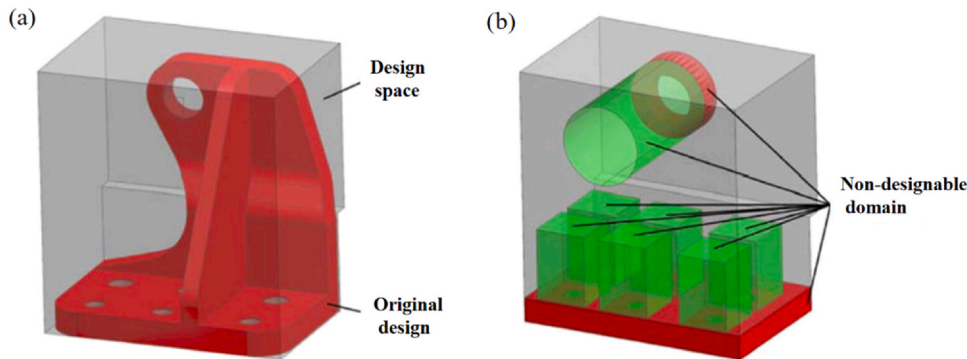 (a)
Design
space
Original
design
(b)
Non-designable
domain